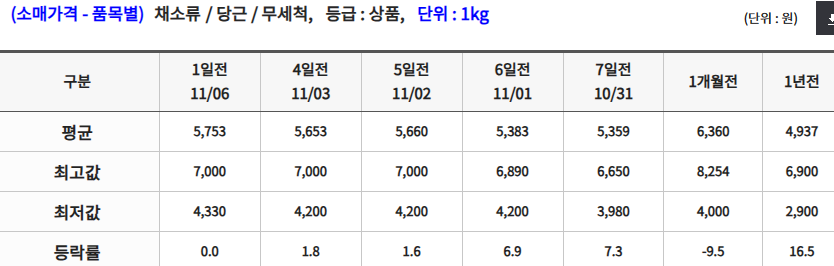 (소매가격 - 품목별) 채소류 / 당근 / 무세척, 등급 : 상품, 단위 : 1kg
(단위 : 원)
구분 1일전 11/06 4일전 11/03 5일전 11/02 6일전 11/01 7일전 10/31 1개월전 1년전
평균 5,753 5,653 5,660 5,383 5,359 6,360 4,937
최고값 7,000 7,000 7,000 6,890 6,650 8,254 6,900
최저값 4,330 4,200 4,200 4,200 3,980 4,000 2,900
등락률 0.0 1.8 1.6 6.9 7.3 -9.5 16.5